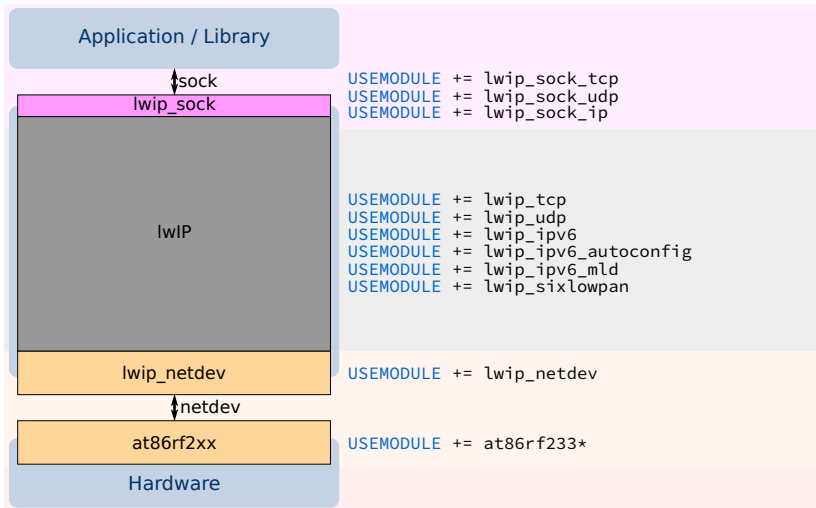 Application / Library
sock
USEMODULE += lwip_sock_tcp
USEMODULE += lwip_sock_udp
lwip_sock
USEMODULE += lwip_sock_ip
lwIP
USEMODULE += lwip_tcp
USEMODULE += lwip_udp
USEMODULE += lwip_ipv6
USEMODULE += lwip_ipv6_autoconfig
USEMODULE += lwip_ipv6_mld
USEMODULE += lwip_sixlowpan
lwip_netdev
USEMODULE += lwip_netdev
netdev
at86rf2xx
USEMODULE += at86rf233*
Hardware